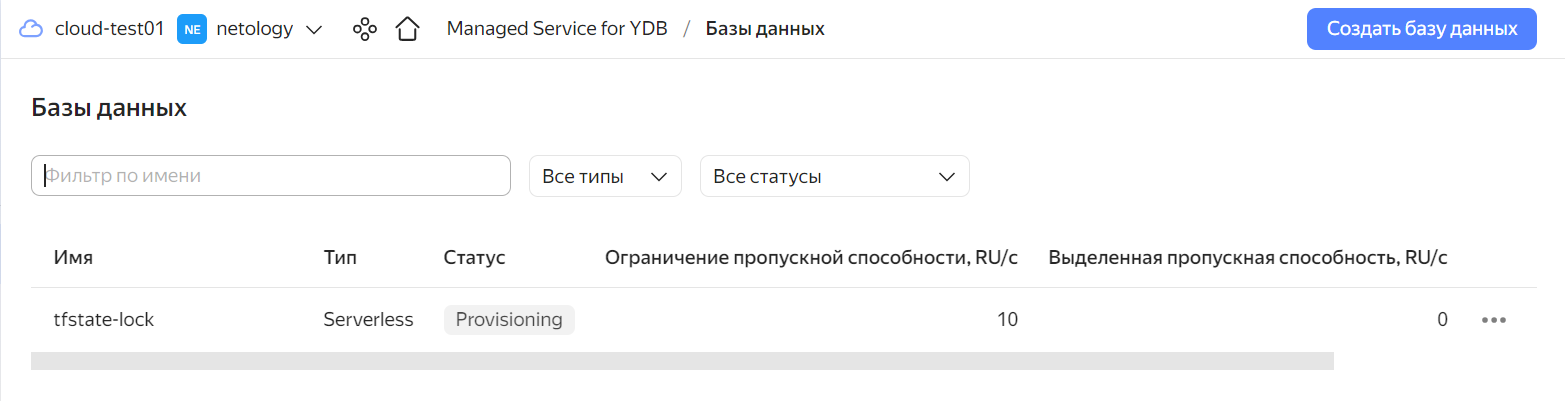 cloud-test01 NE netology Managed Service for YDB / Базы данных Создать базу данных
Базы данных
Фильтр по имени Все типы Все статусы
Имя Тип Статус Ограничение пропускной способности, RU/с Выделенная пропускная способность, RU/с
tfstate-lock Serverless Provisioning 10 0